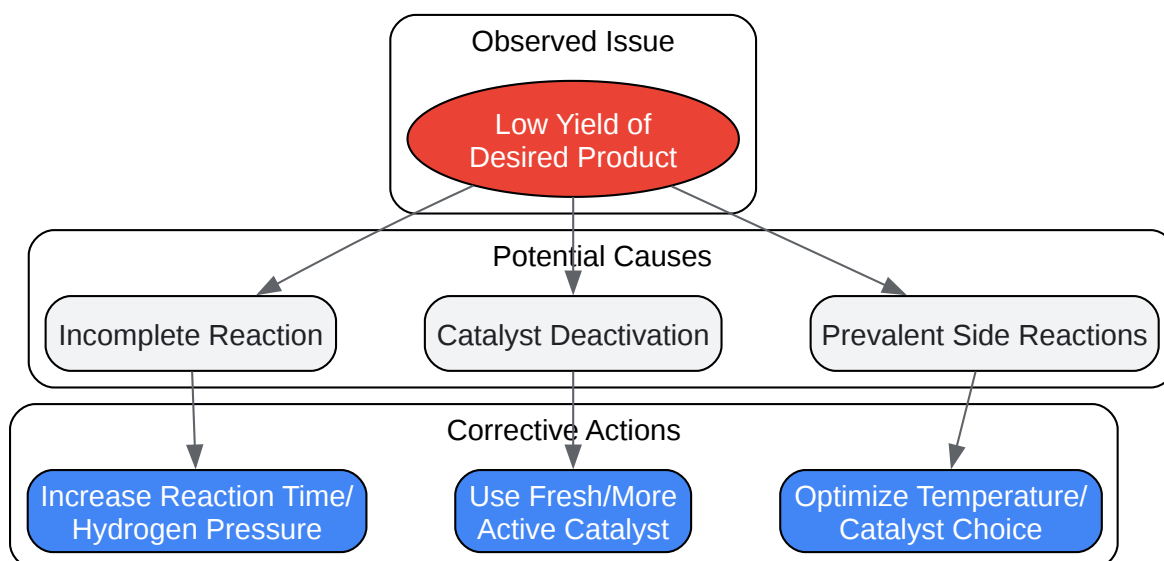 Observed Issue
Low Yield of
Desired Product
Potential Causes
Incomplete Reaction
Catalyst Deactivation
Prevalent Side Reactions
Corrective Actions
Increase Reaction Time/
Hydrogen Pressure
Use Fresh/More
Active Catalyst
Optimize Temperature/
Catalyst Choice